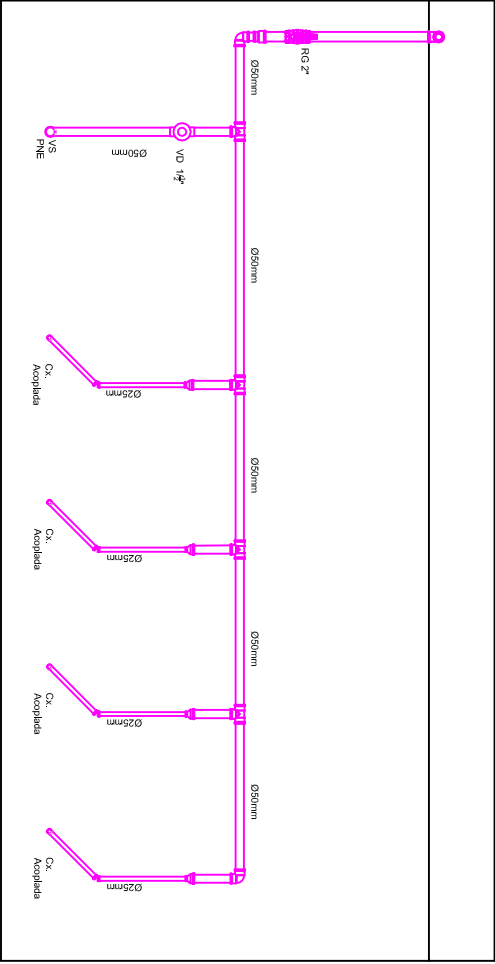 RG 2"
Ø50mm
VS
PNE
Ø50mm
VD 1½"
Ø50mm
Cx.
Acoplada
Ø25mm
Ø50mm
Cx.
Acoplada
Ø25mm
Ø50mm
Cx.
Acoplada
Ø25mm
Ø50mm
Cx.
Acoplada
Ø25mm